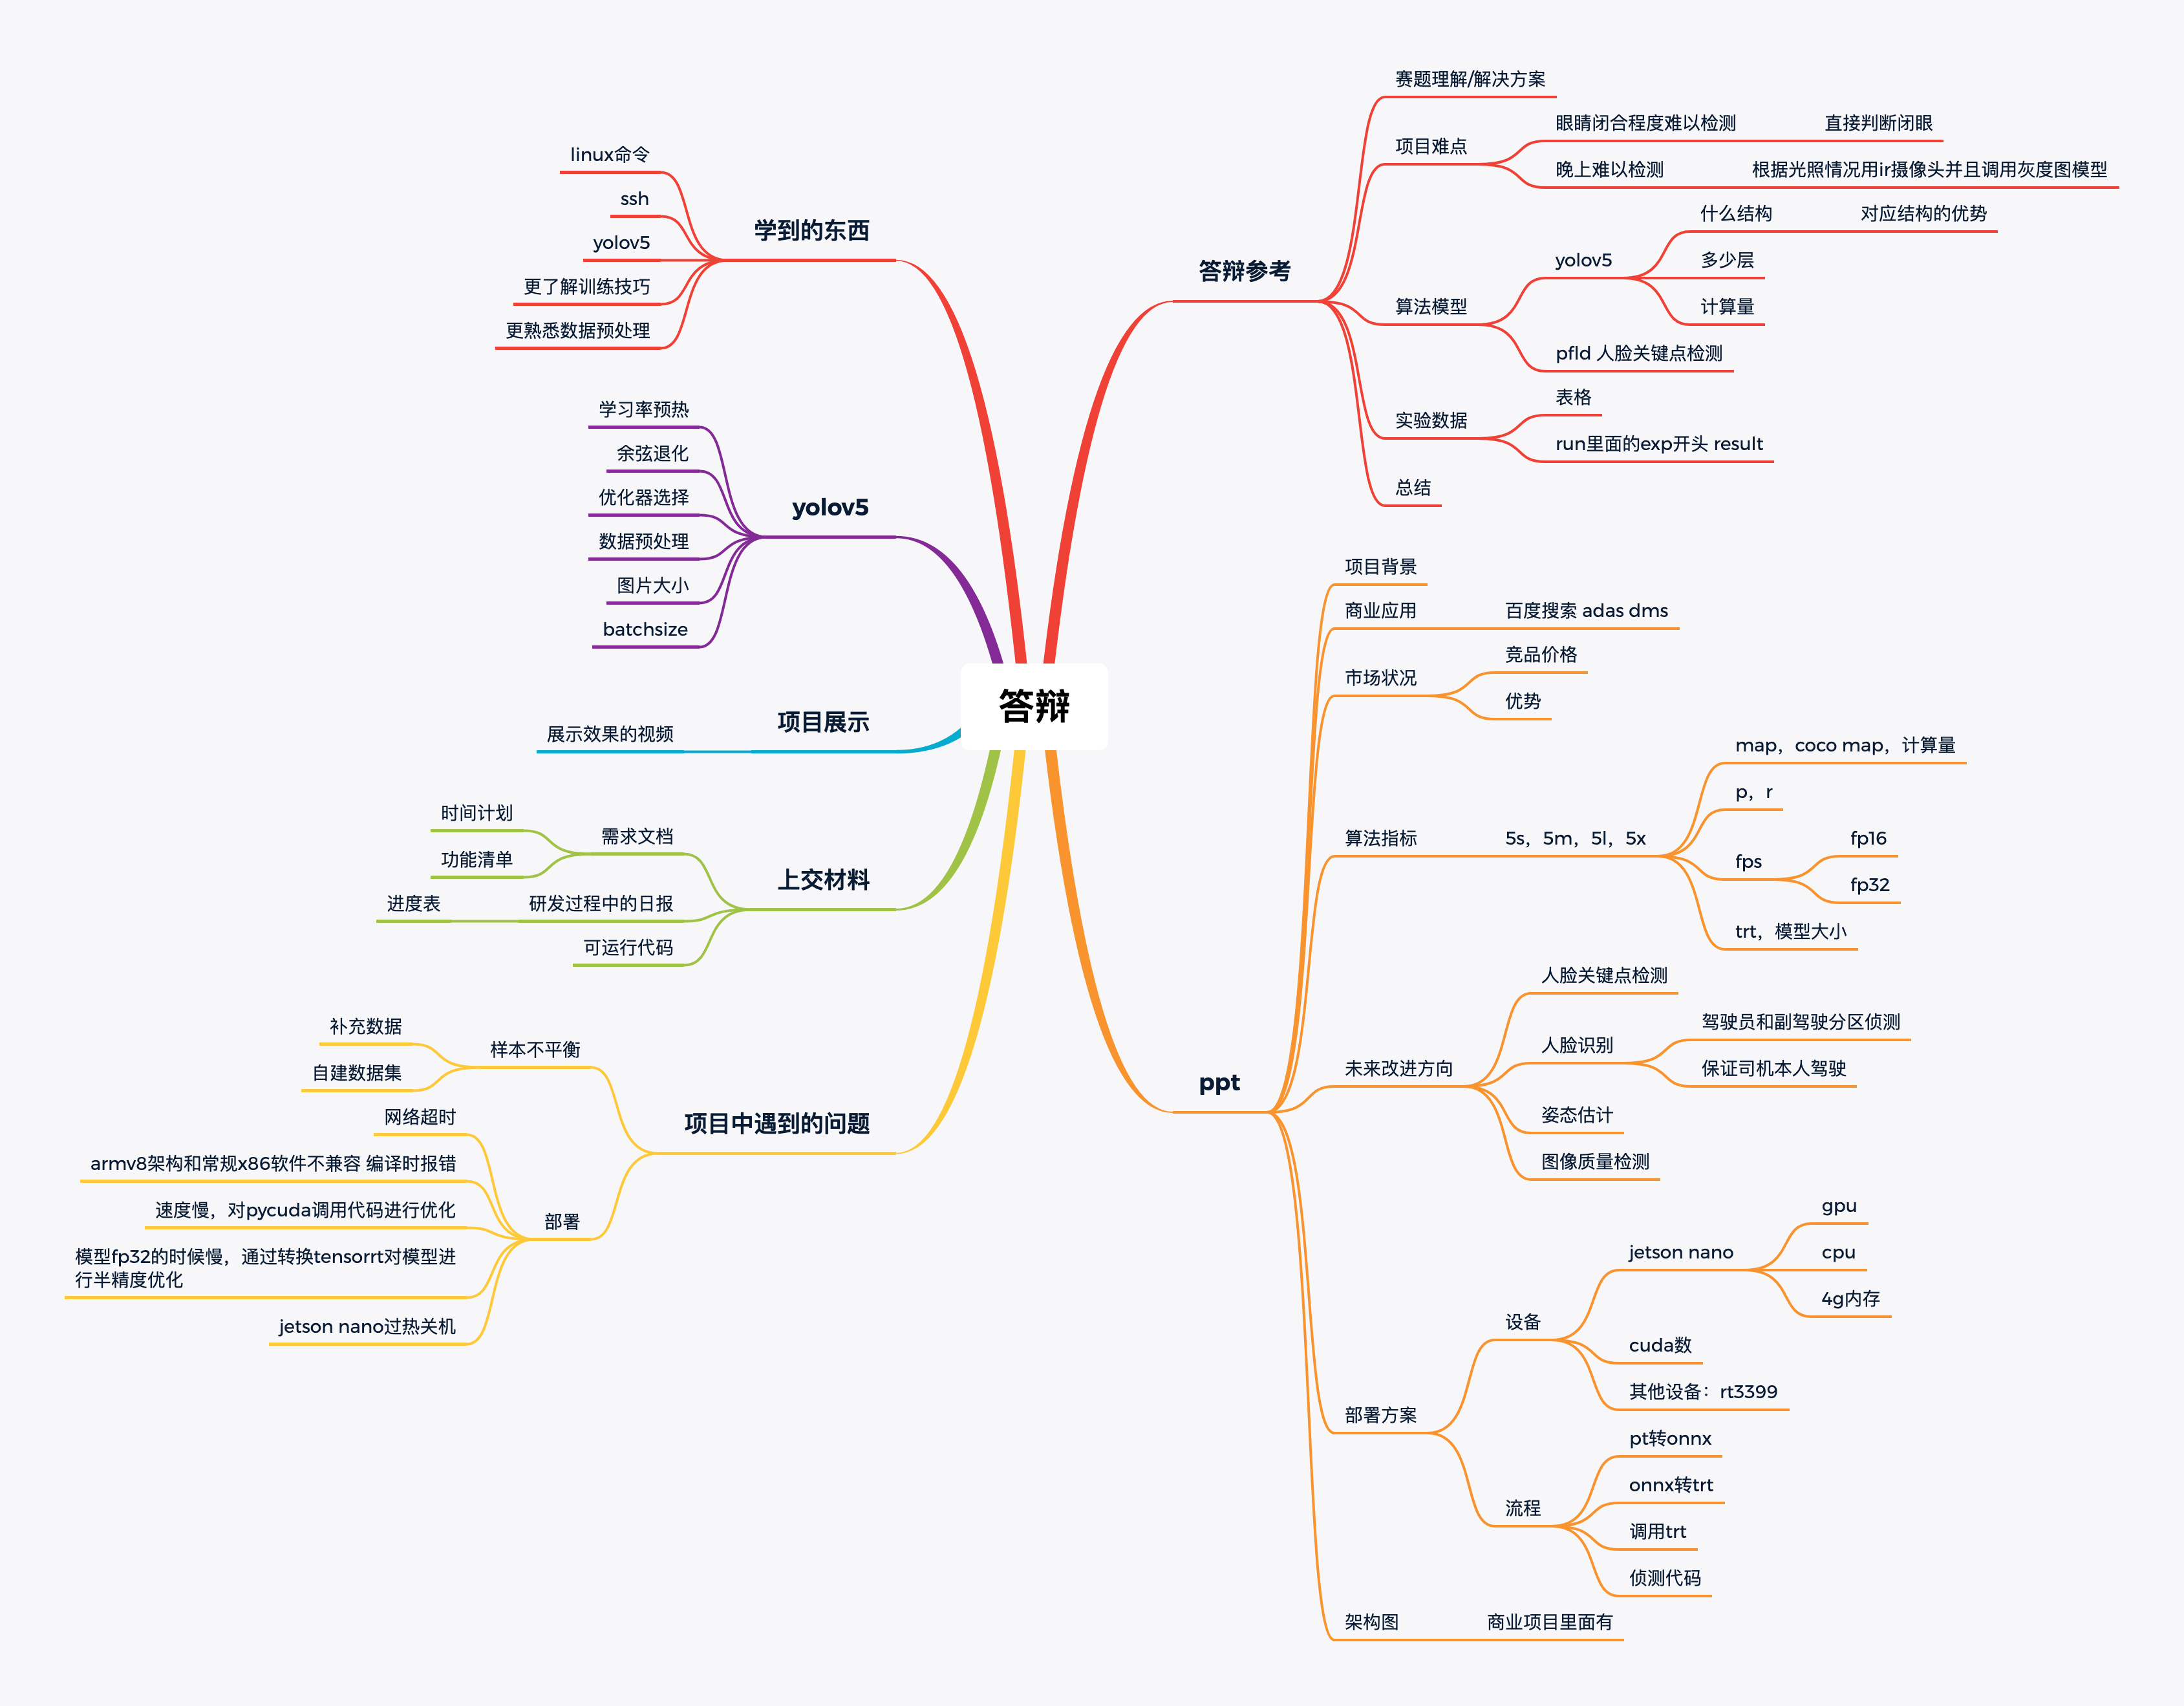 答辩
答辩参考
赛题理解/解决方案
项目难点
眼睛闭合程度难以检测
直接判断闭眼
晚上难以检测
根据光照情况用ir摄像头并且调用灰度图模型
算法模型
yolov5
什么结构
对应结构的优势
多少层
计算量
pfld 人脸关键点检测
实验数据
表格
run里面的exp开头 result
总结
ppt
项目背景
商业应用
百度搜索 adas dms
市场状况
竞品价格
优势
算法指标
5s，5m，5l，5x
map，coco map，计算量
p，r
fps
fp16
fp32
trt，模型大小
未来改进方向
人脸关键点检测
人脸识别
驾驶员和副驾驶分区侦测
保证司机本人驾驶
姿态估计
图像质量检测
部署方案
设备
jetson nano
gpu
cpu
4g内存
cuda数
其他设备：rt3399
流程
pt转onnx
onnx转trt
调用trt
侦测代码
架构图
商业项目里面有
学到的东西
linux命令
ssh
yolov5
更了解训练技巧
更熟悉数据预处理
yolov5
学习率预热
余弦退化
优化器选择
数据预处理
图片大小
batchsize
项目展示
展示效果的视频
上交材料
需求文档
时间计划
功能清单
研发过程中的日报
进度表
可运行代码
项目中遇到的问题
样本不平衡
补充数据
自建数据集
部署
网络超时
armv8架构和常规x86软件不兼容 编译时报错
速度慢，对pycuda调用代码进行优化
模型fp32的时候慢，通过转换tensorrt对模型进
行半精度优化
jetson nano过热关机